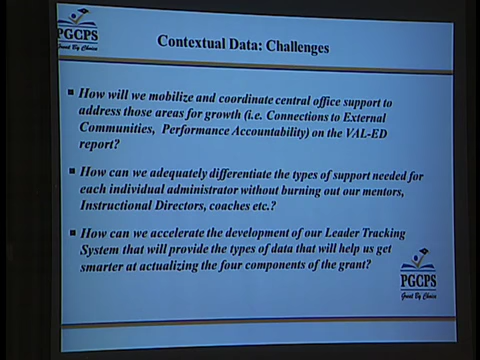 PGCPS
Great By Choice
Contextual Data: Challenges
How will we mobilize and coordinate central office support to
address those areas for growth (i.e. Connections to External
Communities, Performance Accountability) on the VAL-ED
report?
How can we adequately differentiate the types of support needed for
each individual administrator without burning out our mentors,
Instructional Directors, coaches etc.?
How can we accelerate the development of our Leader Tracking
System that will provide the types of data that will help us get
smarter at actualizing the four components of the grant?
PGCPS
Great By Choice